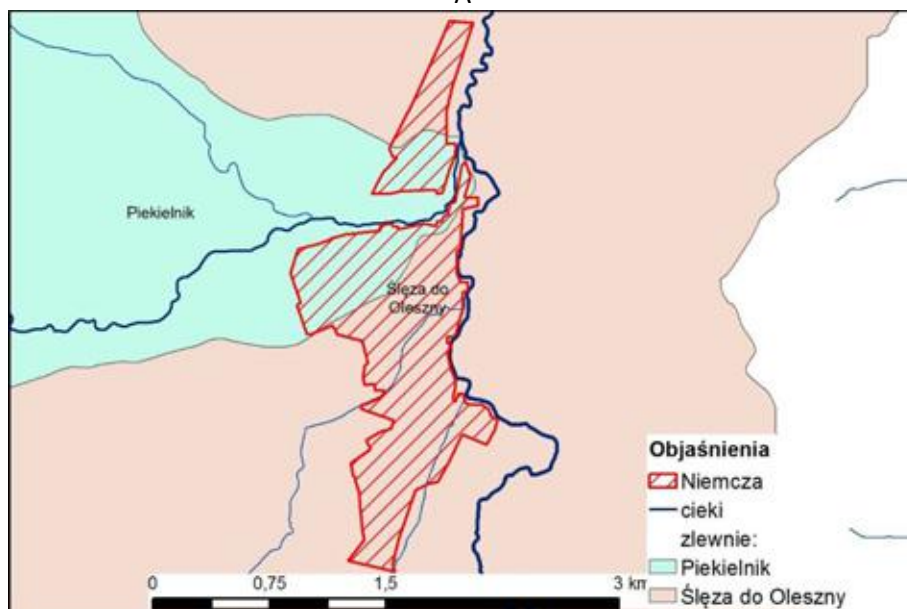 Piekielnik
Ślęza do
Oleszny
Objaśnienia
Niemcza
cieki
zlewnie:
Piekielnik
Ślęza do Oleszny
0 0,75 1,5 3 km